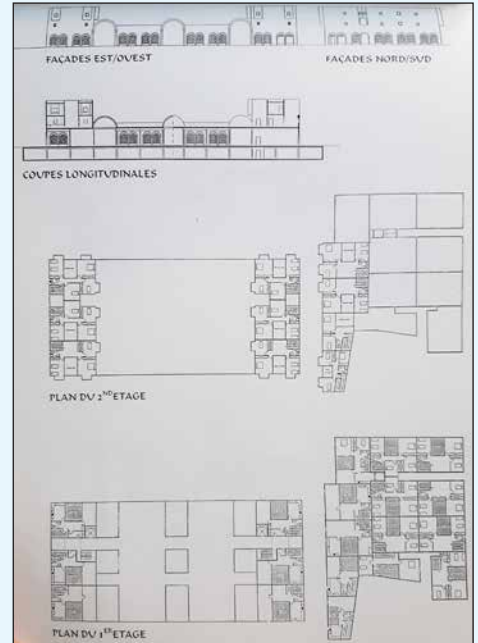 FAÇADES EST/OUEST
FAÇADES NORD/SUD
COUPES LONGITUDINALES
PLAN DU 2ND ETAGE
PLAN DU 1ER ETAGE